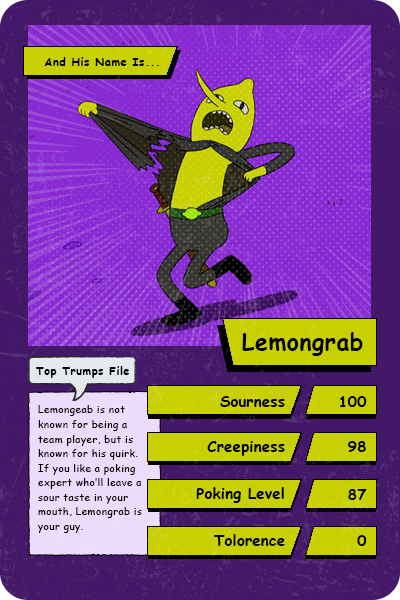 And His Name Is...
Lemongrab
Top Trumps File
Lemongeab is not
known for being a
team player, but is
known for his quirk.
If you like a poking
expert who'll leave a
sour taste in your
mouth, Lemongrab is
your guy.
Sourness 100
Creepiness 98
Poking Level 87
Tolorence 0